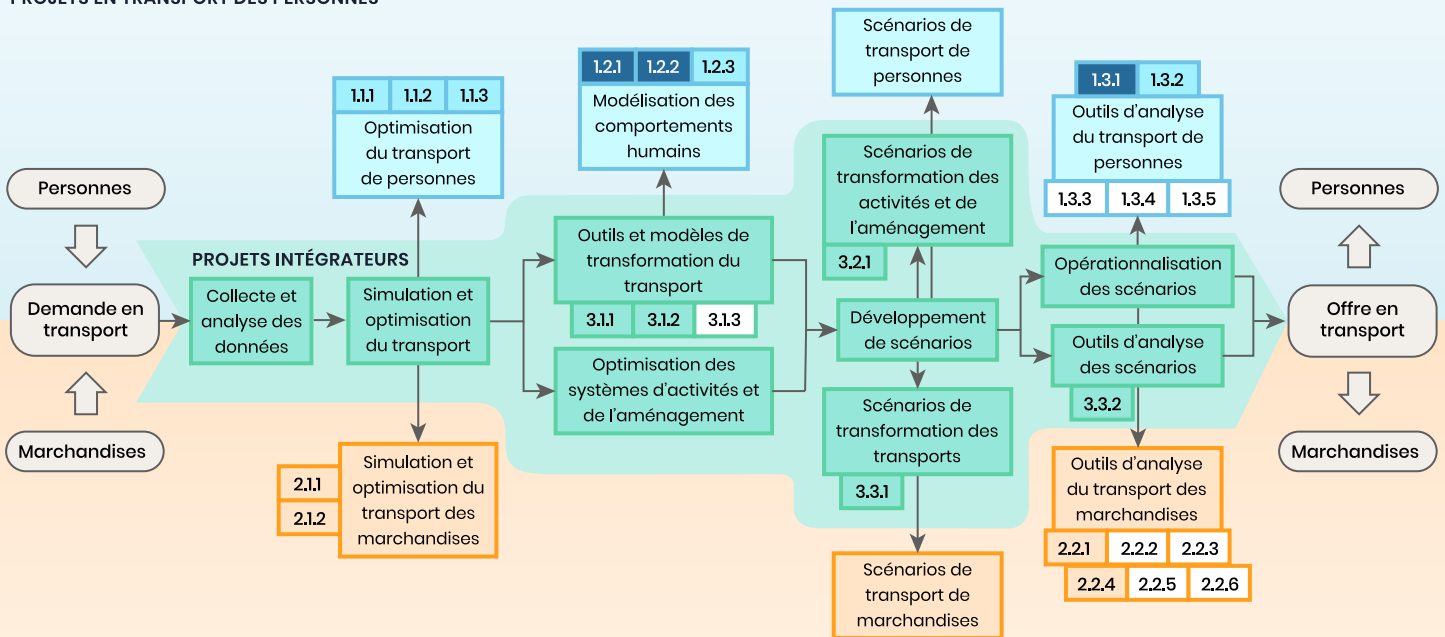 PROJETS EN TRANSPORT DES PERSONNES
Scénarios de
transport de
personnes
1.1.1 1.1.2 1.1.3
Optimisation
du transport
de personnes
1.2.1 1.2.2 1.2.3
Modélisation des
comportements
humains
1.3.1 1.3.2
Outils d'analyse
du transport de
personnes
1.3.3 1.3.4 1.3.5
Personnes
Demande en
transport
Marchandises
PROJETS INTÉGRATEURS
Collecte et
analyse des
données
Simulation et
optimisation
du transport
Outils et modèles de
transformation du
transport
3.1.1 3.1.2 3.1.3
Optimisation des
systèmes d'activités et
de l'aménagement
Scénarios de
transformation des
activités et de
l'aménagement
3.2.1
Développement
de scénarios
Scénarios de
transformation des
transports
3.3.1
Opérationnalisation
des scénarios
Outils d'analyse
des scénarios
3.3.2
Personnes
Offre en
transport
Marchandises
2.1.1
2.1.2
Simulation et
optimisation du
transport des
marchandises
Scénarios de
transport de
marchandises
Outils d'analyse
du transport des
marchandises
2.2.1 2.2.2 2.2.3
2.2.4 2.2.5 2.2.6